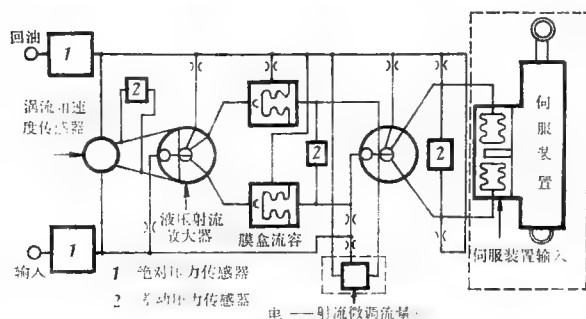 回油
1
2
涡流角速
度传感器
液压射流
放大器
膜盒流容
2
2
伺服装置
伺服装置输入
输入
1
1 绝对压力传感器
2 差动压力传感器
电——射流微调流量